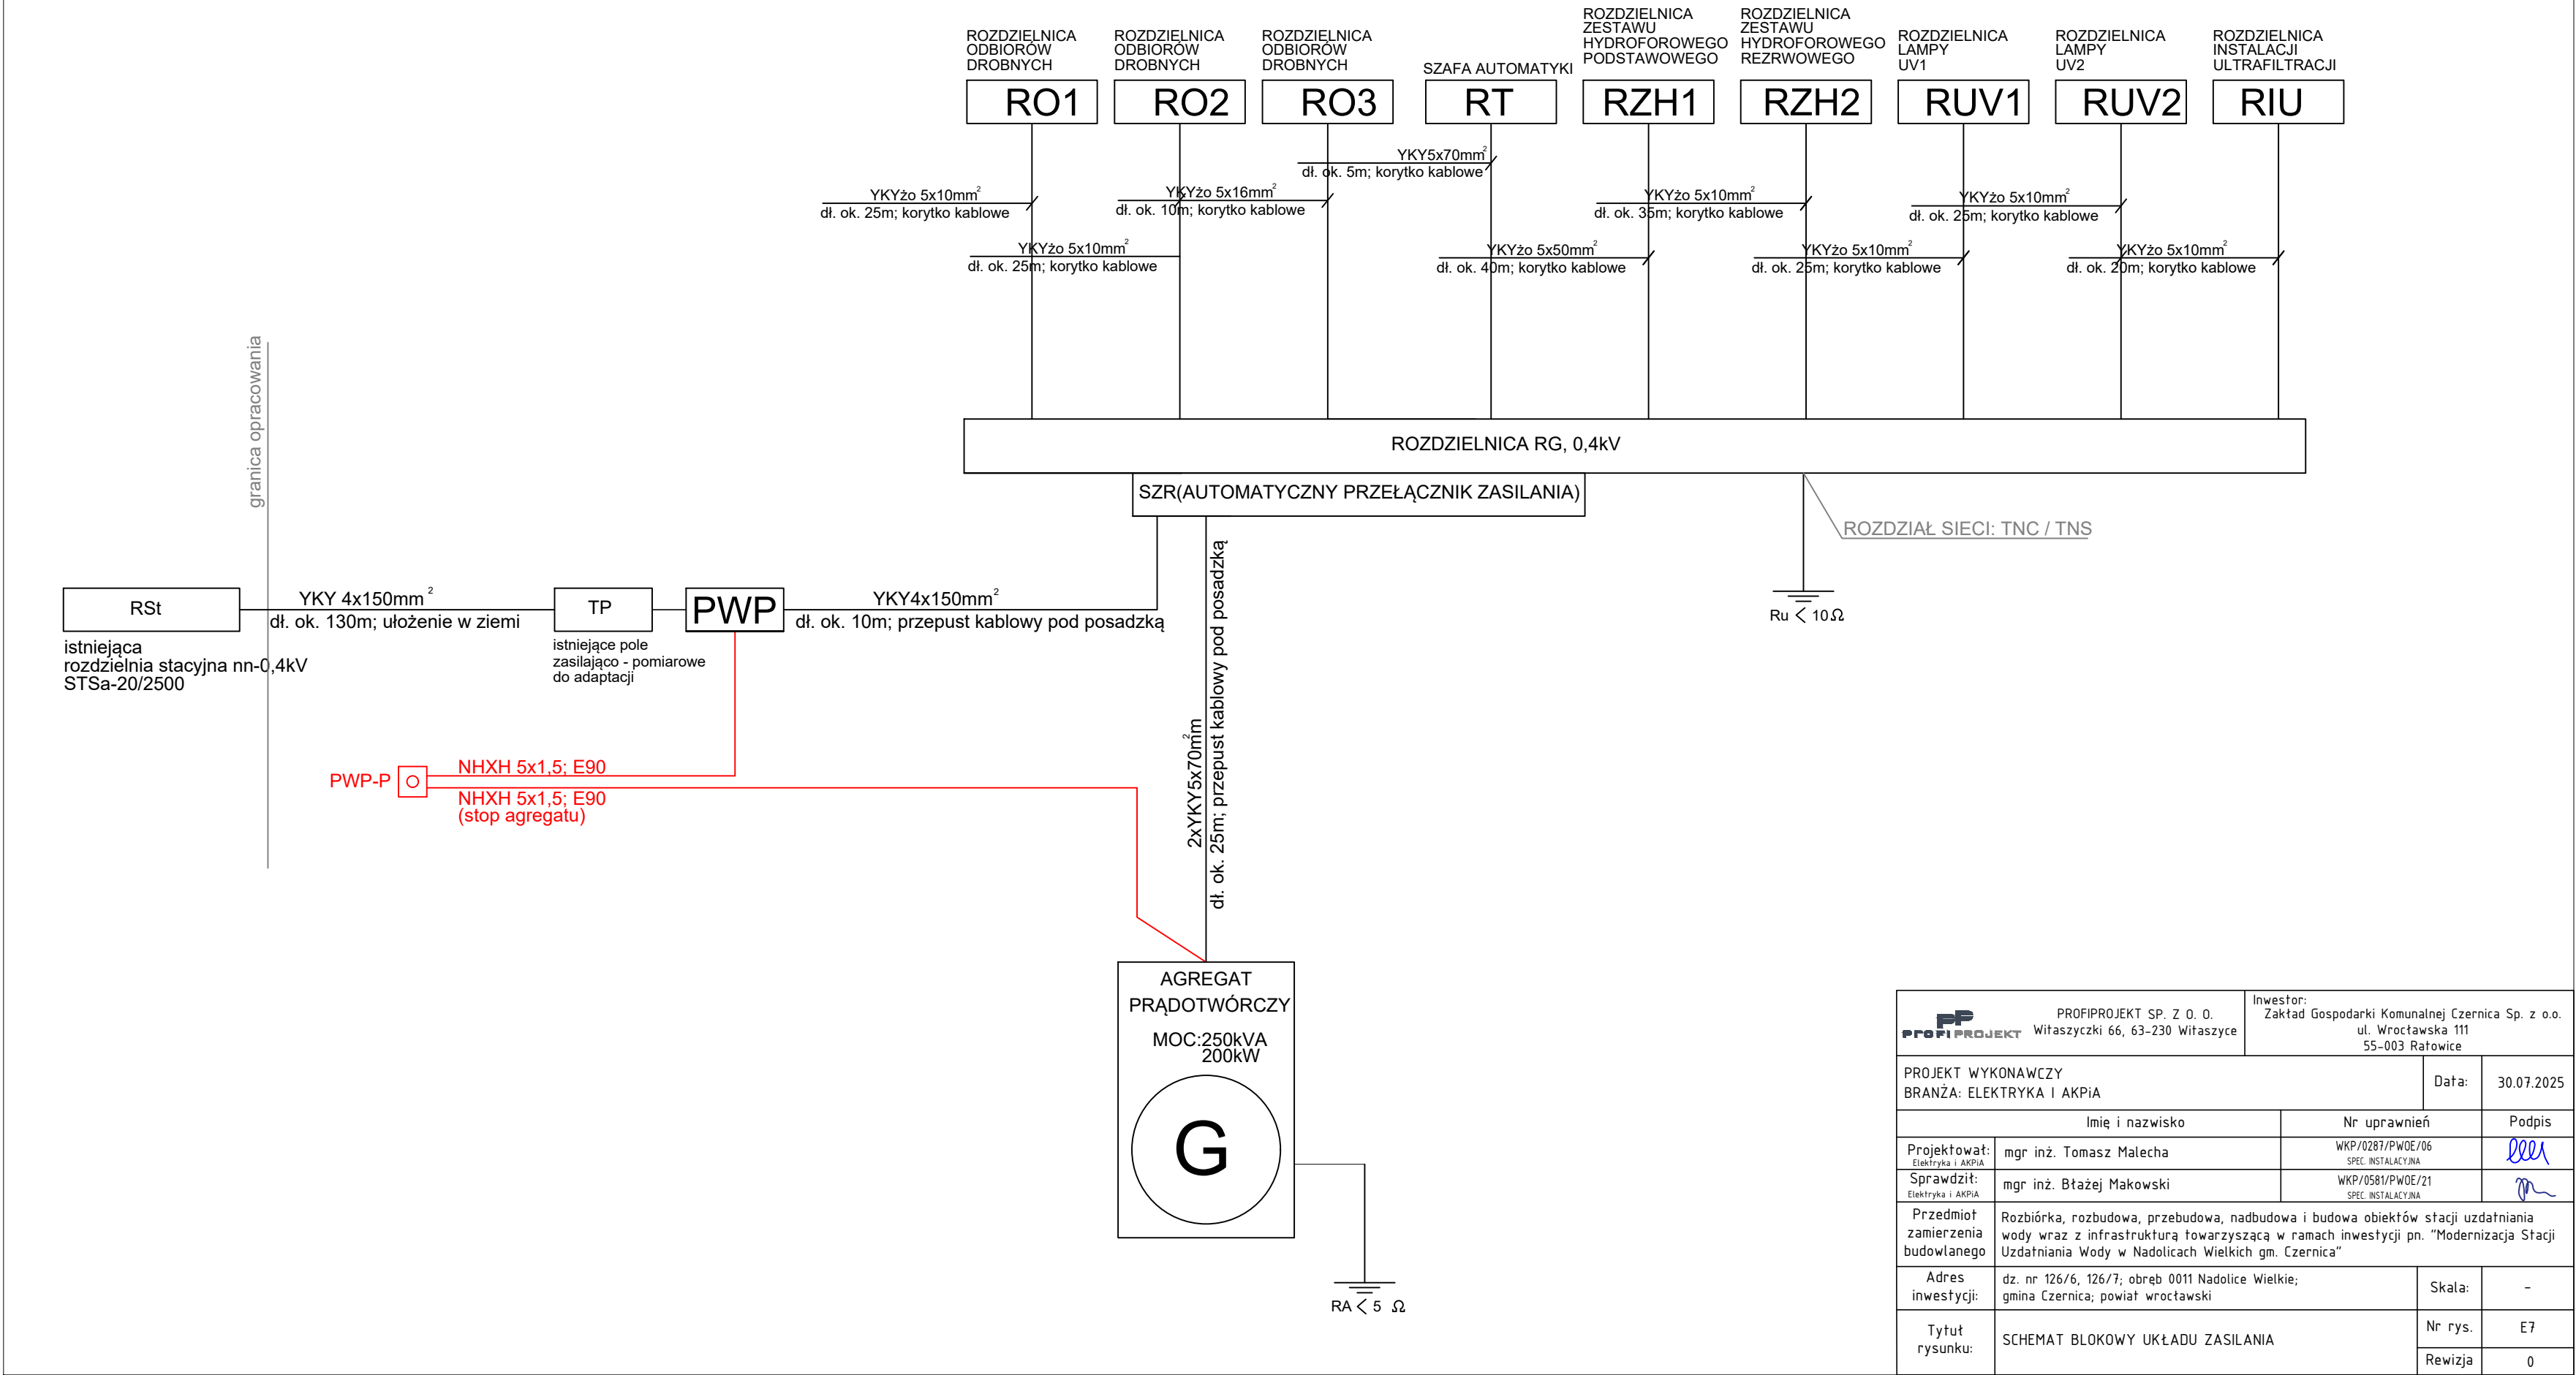 ROZDZIELNICA
ODBIORÓW
DROBNYCH
RO1
ROZDZIELNICA
ODBIORÓW
DROBNYCH
RO2
ROZDZIELNICA
ODBIORÓW
DROBNYCH
RO3
SZAFA AUTOMATYKI
RT
ROZDZIELNICA
ZESTAWU
HYDROFOROWEGO
PODSTAWOWEGO
RZH1
ROZDZIELNICA
ZESTAWU
HYDROFOROWEGO
REZRWOWEGO
RZH2
ROZDZIELNICA
LAMPY
UV1
RUV1
ROZDZIELNICA
LAMPY
UV2
RUV2
ROZDZIELNICA
INSTALACJI
ULTRAFILTRACJI
RIU
YKYżo 5x10mm²
dł. ok. 25m; korytko kablowe
YKYżo 5x10mm²
dł. ok. 25m; korytko kablowe
YKYżo 5x16mm²
dł. ok. 10m; korytko kablowe
YKY5x70mm²
dł. ok. 5m; korytko kablowe
YKYżo 5x50mm²
dł. ok. 40m; korytko kablowe
YKYżo 5x10mm²
dł. ok. 35m; korytko kablowe
YKYżo 5x10mm²
dł. ok. 25m; korytko kablowe
YKYżo 5x10mm²
dł. ok. 25m; korytko kablowe
YKYżo 5x10mm²
dł. ok. 20m; korytko kablowe
ROZDZIELNICA RG, 0,4kV
SZR(AUTOMATYCZNY PRZEŁĄCZNIK ZASILANIA)
ROZDZIAŁ SIECI: TNC / TNS
Ru < 10Ω
granica opracowania
RSt
istniejąca
rozdzielnia stacyjna nn-0,4kV
STSa-20/2500
YKY 4x150mm²
dł. ok. 130m; ułożenie w ziemi
TP
istniejące pole
zasilająco - pomiarowe
do adaptacji
PWP
YKY4x150mm²
dł. ok. 10m; przepust kablowy pod posadzką
PWP-P
NHXH 5x1,5; E90
NHXH 5x1,5; E90
(stop agregatu)
2xYKY5x70mm²
dł. ok. 25m; przepust kablowy pod posadzką
AGREGAT
PRĄDOTWÓRCZY
MOC:250kVA
200kW
G
RA < 5 Ω
PP
PROFIPROJEKT
PROFIPROJEKT SP. Z O. O.
Witaszyczki 66, 63-230 Witaszyce
Inwestor:
Zakład Gospodarki Komunalnej Czernica Sp. z o.o.
ul. Wrocławska 111
55-003 Ratowice
PROJEKT WYKONAWCZY
BRANŻA: ELEKTRYKA I AKPiA
Data:
30.07.2025
Imię i nazwisko
Nr uprawnień
Podpis
Projektował:
Elektryka i AKPiA
mgr inż. Tomasz Malecha
WKP/0287/PWOE/06
SPEC. INSTALACYJNA
Sprawdził:
Elektryka i AKPiA
mgr inż. Błażej Makowski
WKP/0581/PWOE/21
SPEC. INSTALACYJNA
Przedmiot
zamierzenia
budowlanego
Rozbiórka, rozbudowa, przebudowa, nadbudowa i budowa obiektów stacji uzdatniania
wody wraz z infrastrukturą towarzyszącą w ramach inwestycji pn. "Modernizacja Stacji
Uzdatniania Wody w Nadolicach Wielkich gm. Czernica"
Adres
inwestycji:
dz. nr 126/6, 126/7; obręb 0011 Nadolice Wielkie;
gmina Czernica; powiat wrocławski
Skala:
-
Tytuł
rysunku:
SCHEMAT BLOKOWY UKŁADU ZASILANIA
Nr rys.
E7
Rewizja
0